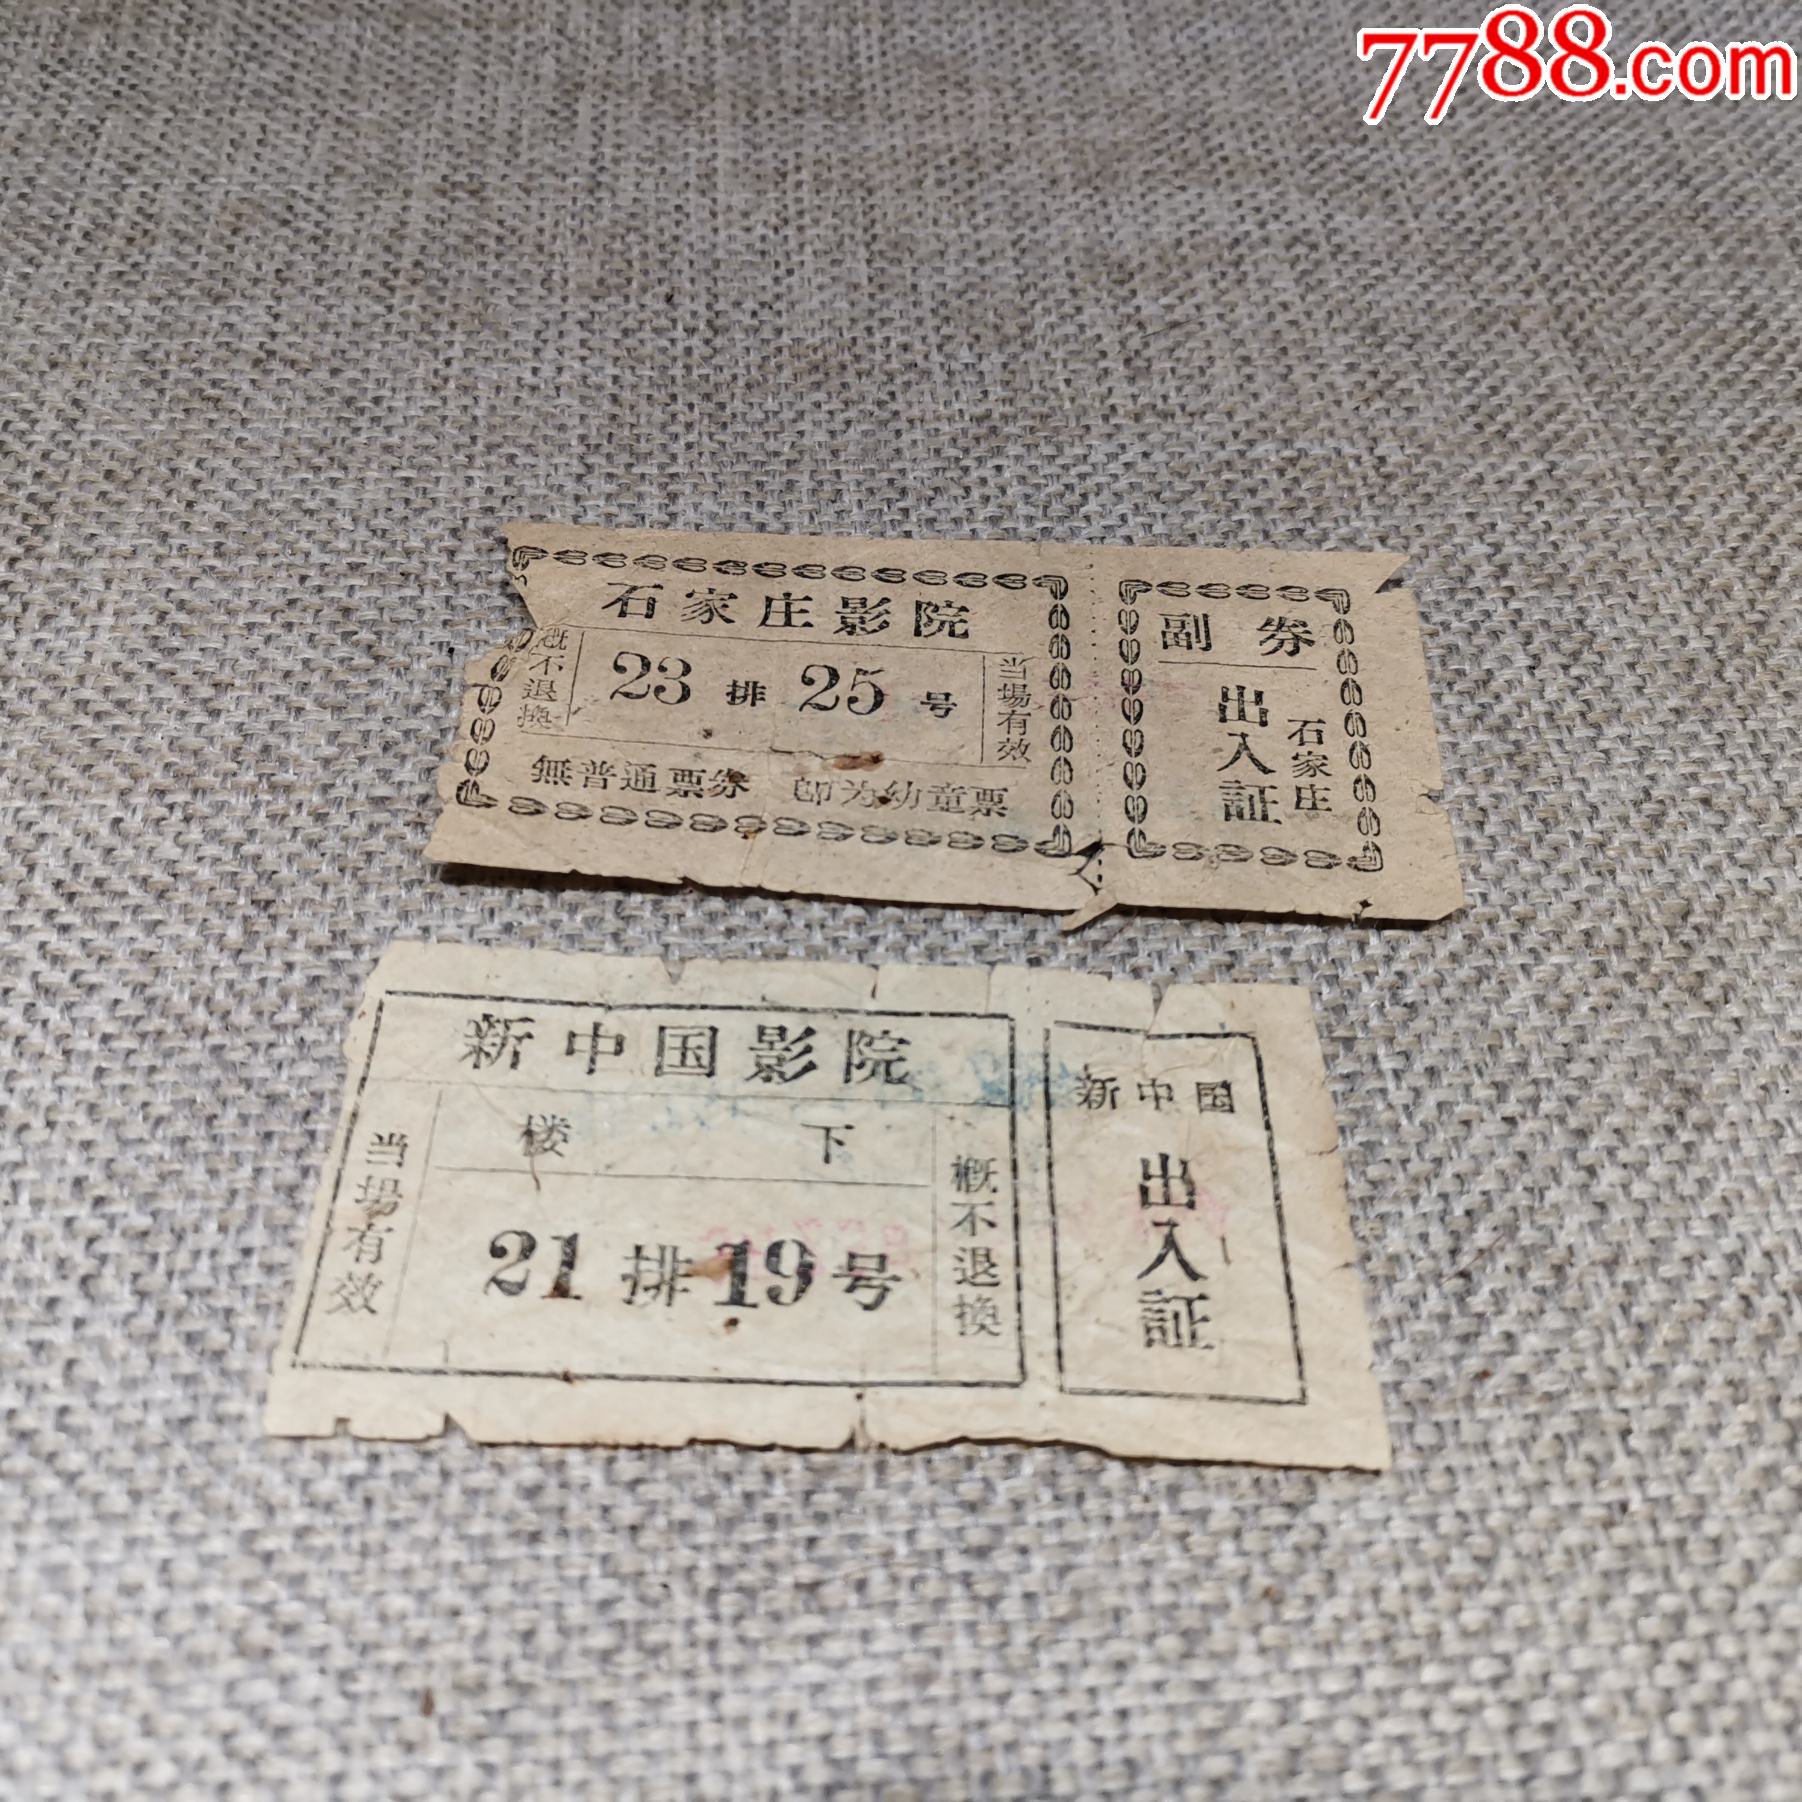 7788.com
石家庄影院
概不退換
23 排 25 号
当場有效
無普通票券 即为幼童票
副 券
出入証
石家庄
新中国影院
当場有效
楼 下
21 排 19 号
概不退換
新中国
出入証